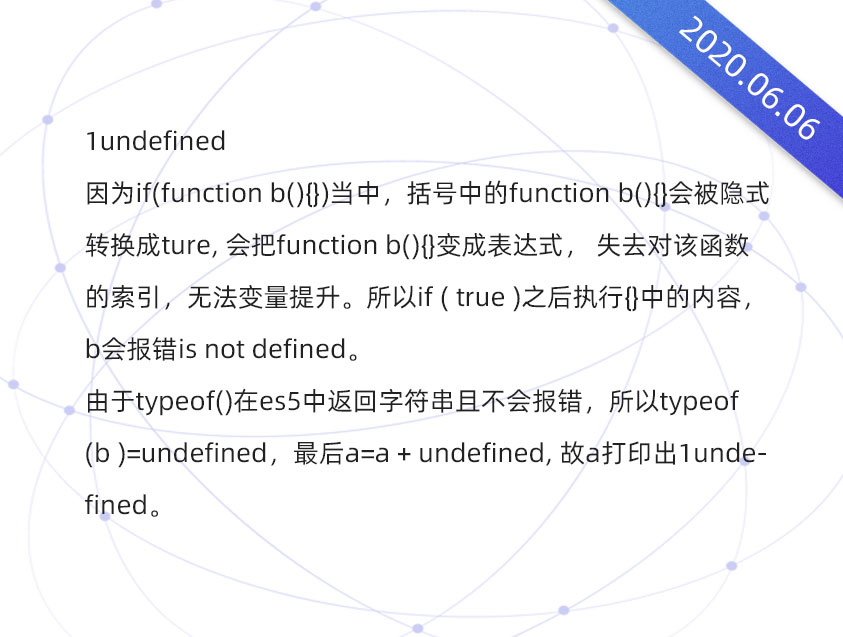 2020.06.06
1undefined
因为if(function b(){})当中，括号中的function b(){}会被隐式
转换成ture, 会把function b(){}变成表达式， 失去对该函数
的索引，无法变量提升。所以if ( true )之后执行{}中的内容，
b会报错is not defined。
由于typeof()在es5中返回字符串且不会报错，所以typeof
(b )=undefined，最后a=a + undefined, 故a打印出1unde-
fined。